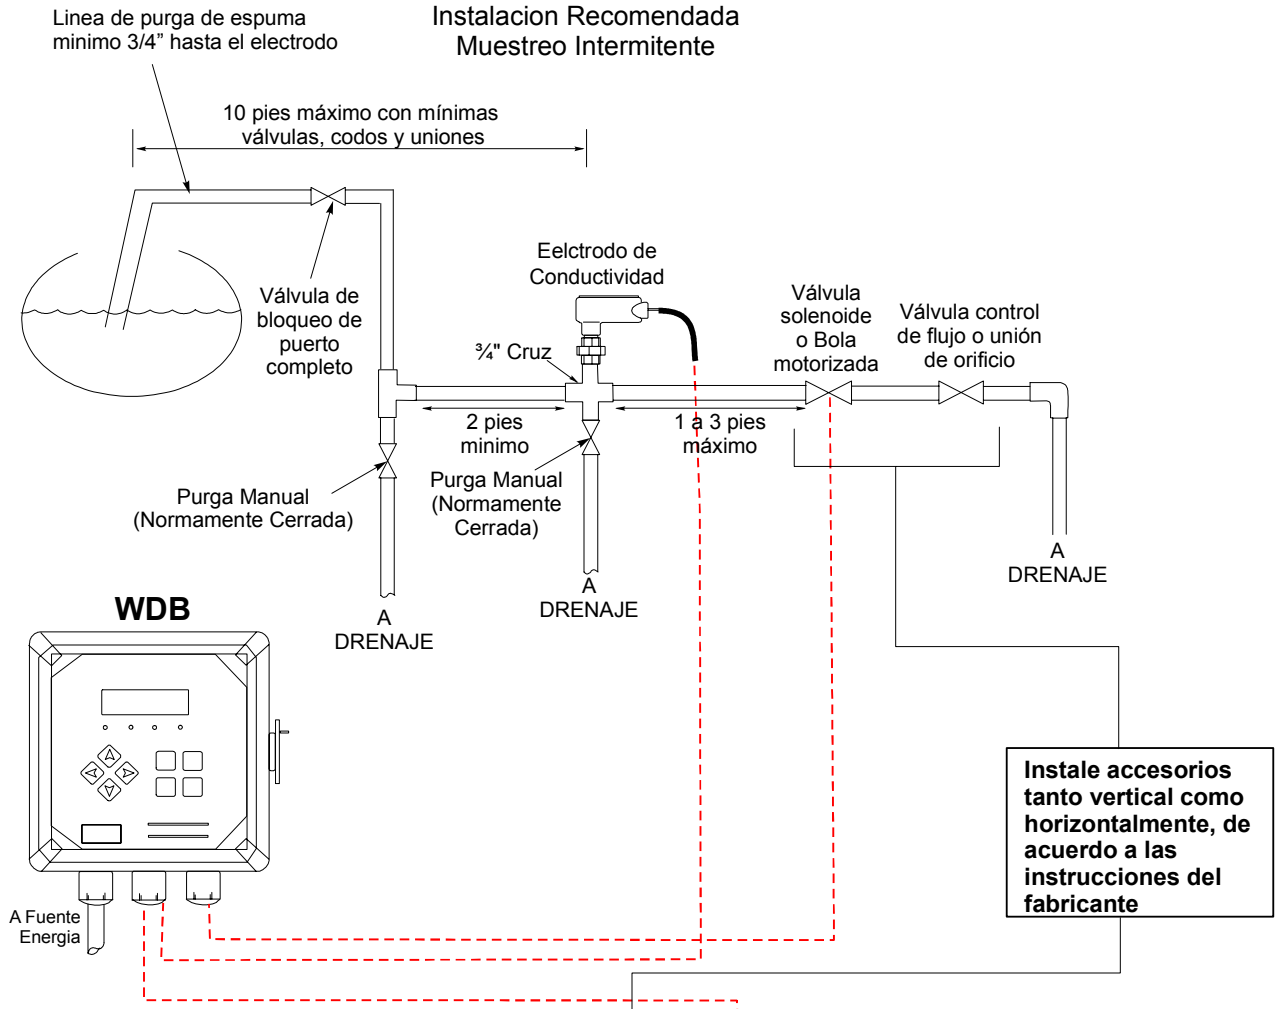 Linea de purga de espuma
minimo 3/4” hasta el electrodo
Instalacion Recomendada
Muestreo Intermitente
10 pies máximo con mínimas
válvulas, codos y uniones
Eelctrodo de
Conductividad
Válvula de
bloqueo de
puerto
completo
¾" Cruz
Válvula
solenoide
o Bola
motorizada
Válvula control
de flujo o unión
de orificio
2 pies
minimo
1 a 3 pies
máximo
Purga Manual
(Normamente Cerrada)
Purga Manual
(Normamente
Cerrada)
A
DRENAJE
A
DRENAJE
A
DRENAJE
WDB
A Fuente
Energia
Instale accesorios
tanto vertical como
horizontalmente, de
acuerdo a las
instrucciones del
fabricante